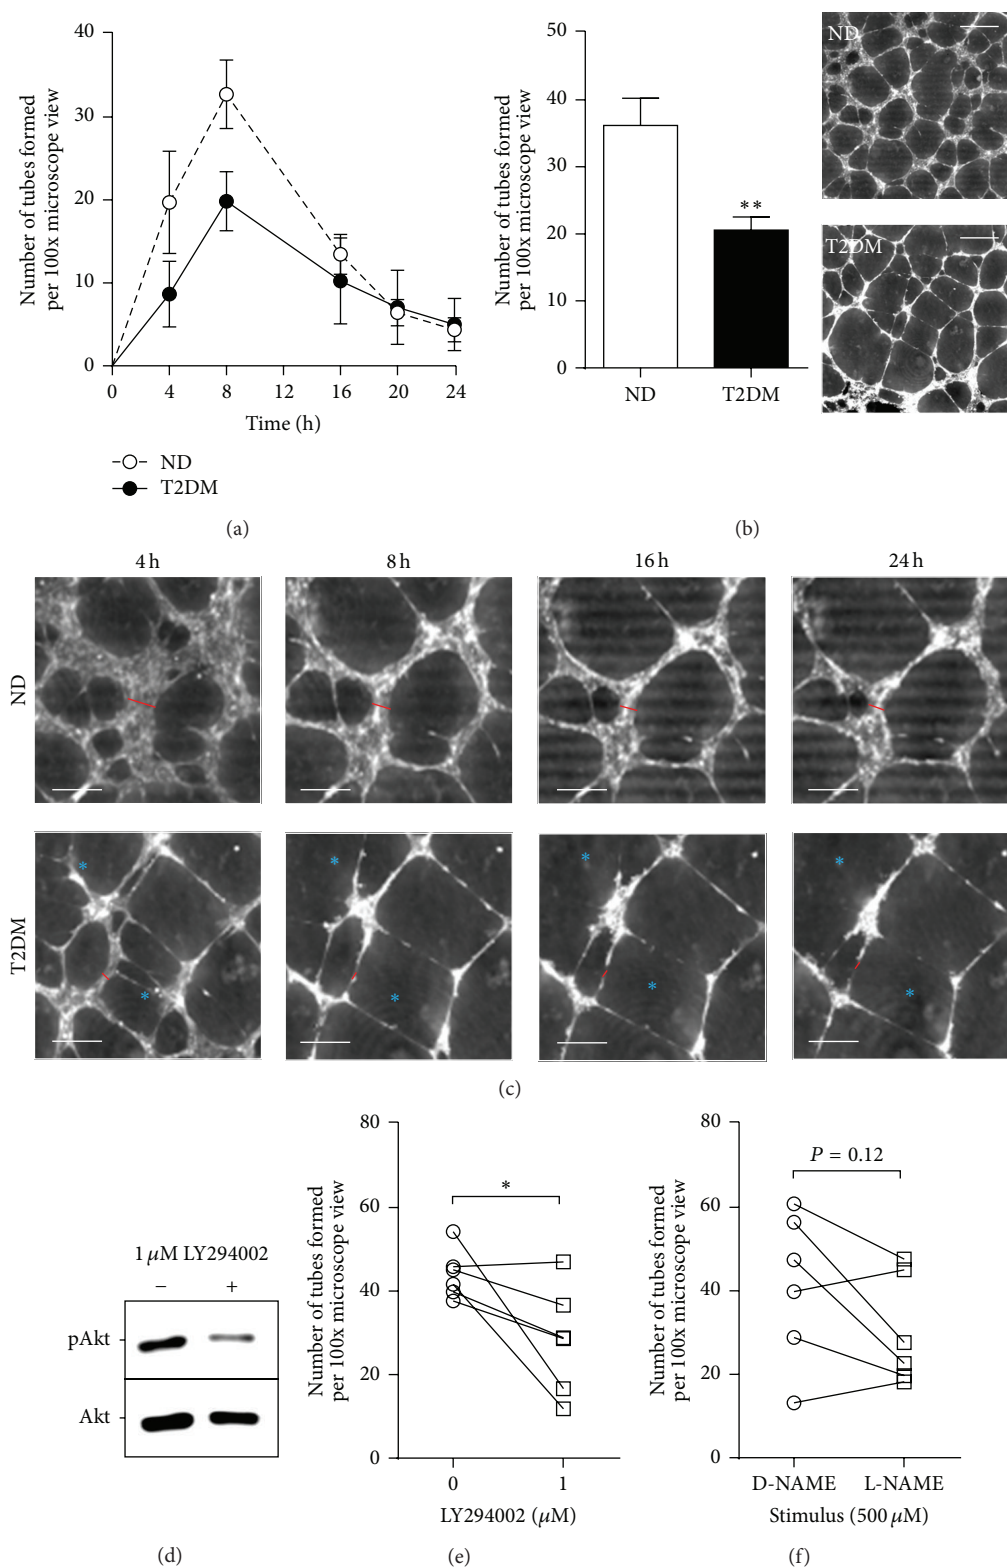 Number of tubes formed
per 100x microscope view
40
30
20
10
0
0 4 8 12 16 20 24
Time (h)
ND
T2DM
(a)
Number of tubes formed
per 100x microscope view
50
40
30
20
10
0
**
ND T2DM
ND
T2DM
(b)
4 h 8 h 16 h 24 h
ND
T2DM
* * * *
* * * *
(c)
1 μM LY294002
− +
pAkt
Akt
(d)
Number of tubes formed
per 100x microscope view
80
60
40
20
0
*
0 1
LY294002 (μM)
(e)
Number of tubes formed
per 100x microscope view
80
60
40
20
0
P = 0.12
D-NAME L-NAME
Stimulus (500 μM)
(f)